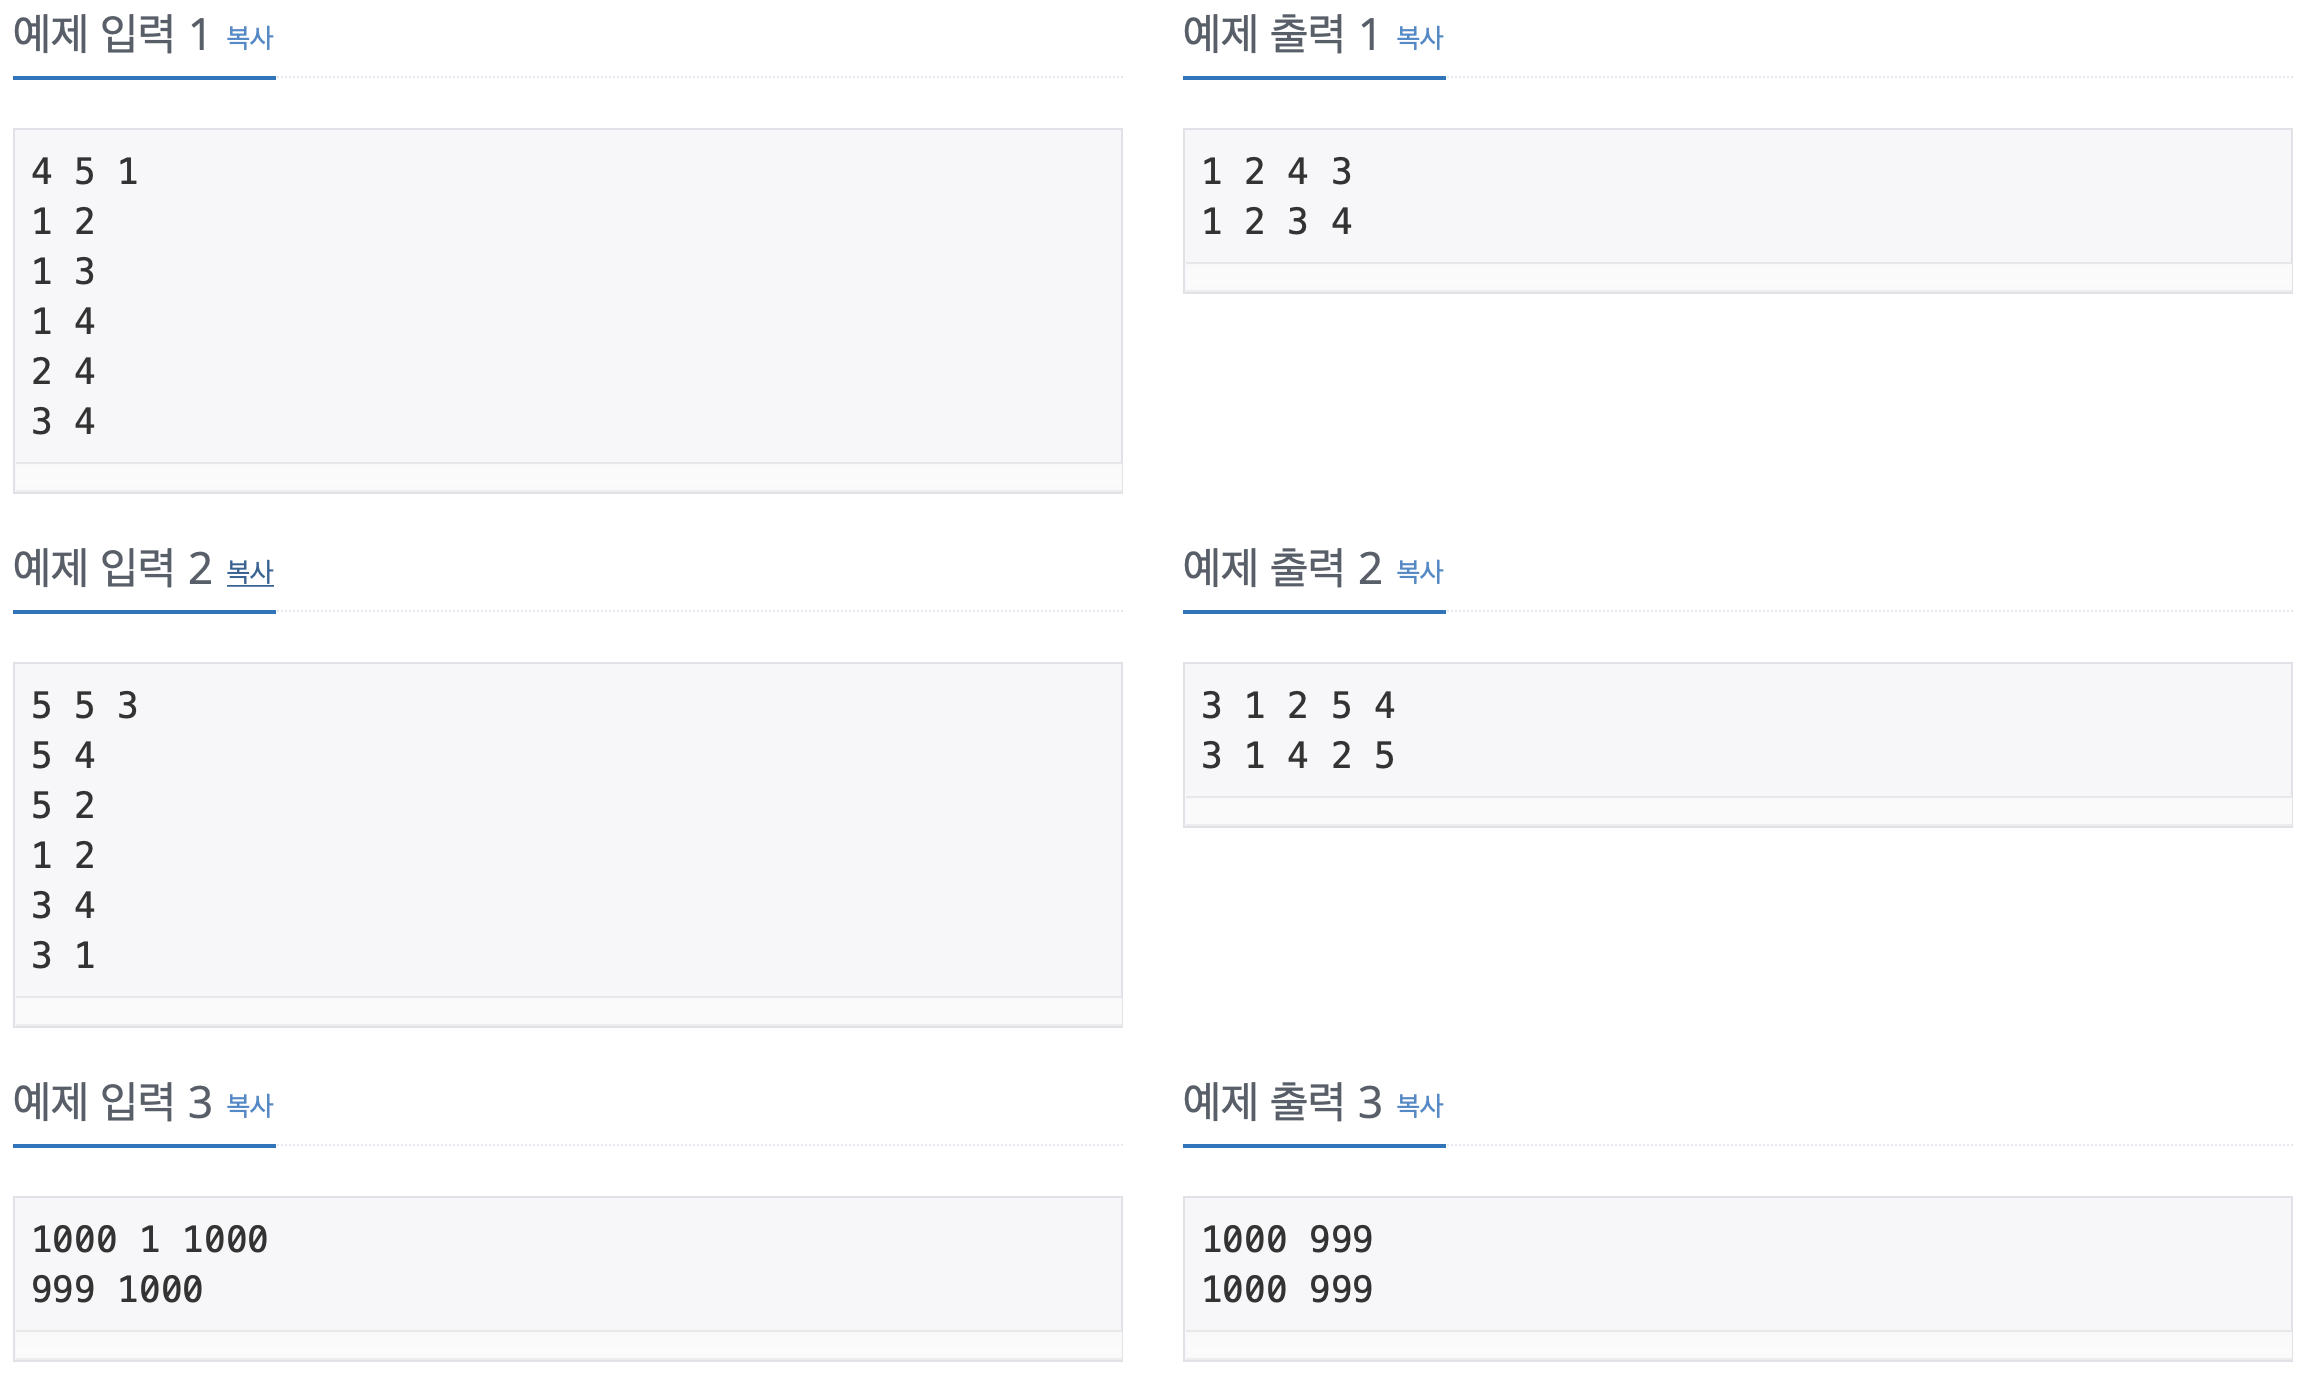 예제 입력 1 복사
4 5 1
1 2
1 3
1 4
2 4
3 4
예제 출력 1 복사
1 2 4 3
1 2 3 4
예제 입력 2 복사
5 5 3
5 4
5 2
1 2
3 4
3 1
예제 출력 2 복사
3 1 2 5 4
3 1 4 2 5
예제 입력 3 복사
1000 1 1000
999 1000
예제 출력 3 복사
1000 999
1000 999